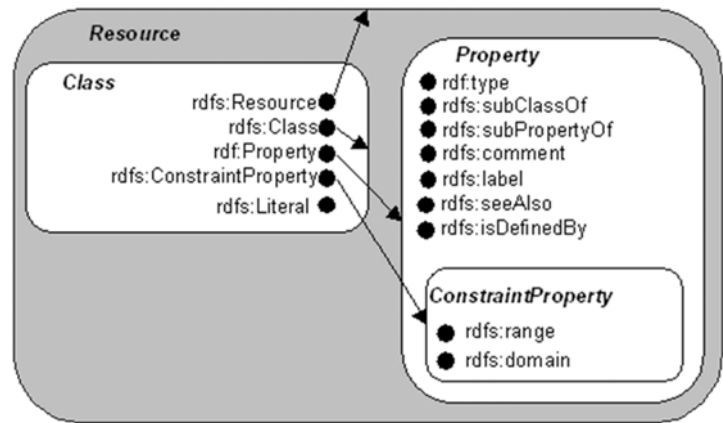 Resource
Class
rdfs:Resource
rdfs:Class
rdf:Property
rdfs:ConstraintProperty
rdfs:Literal
Property
rdf:type
rdfs:subClassOf
rdfs:subPropertyOf
rdfs:comment
rdfs:label
rdfs:seeAlso
rdfs:isDefinedBy
ConstraintProperty
rdfs:range
rdfs:domain